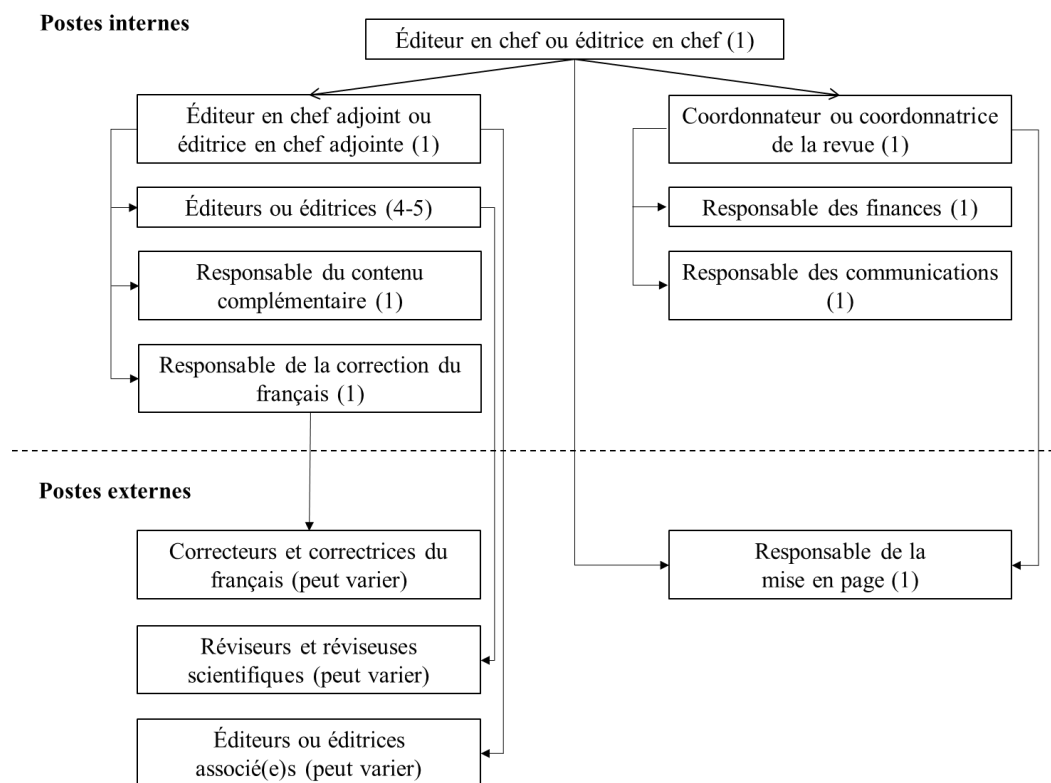 Postes internes
Éditeur en chef ou éditrice en chef (1)
Éditeur en chef adjoint ou
éditrice en chef adjointe (1)
Coordonnateur ou coordonnatrice
de la revue (1)
Éditeurs ou éditrices (4-5)
Responsable des finances (1)
Responsable du contenu
complémentaire (1)
Responsable des communications
(1)
Responsable de la correction du
français (1)
Postes externes
Correcteurs et correctrices du
français (peut varier)
Responsable de la
mise en page (1)
Réviseurs et réviseuses
scientifiques (peut varier)
Éditeurs ou éditrices
associé(e)s (peut varier)